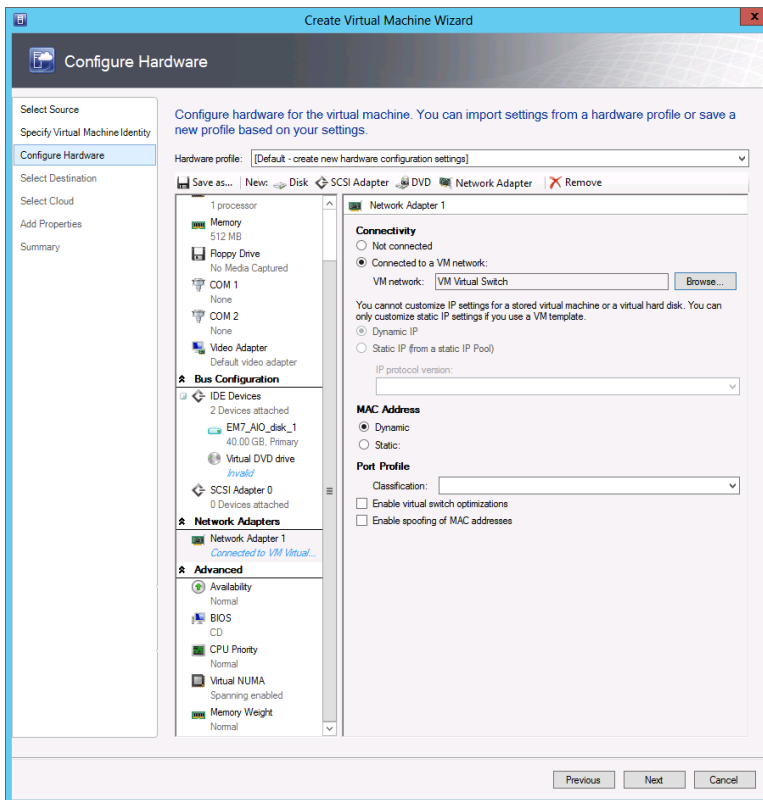 Create Virtual Machine Wizard
x
Configure Hardware
Select Source
Specify Virtual Machine Identity
Configure Hardware
Select Destination
Select Cloud
Add Properties
Summary
Configure hardware for the virtual machine. You can import settings from a hardware profile or save a
new profile based on your settings.
Hardware profile: [Default - create new hardware configuration settings]
Save as... New: Disk SCSI Adapter DVD Network Adapter Remove
1 processor
Memory
512 MB
Floppy Drive
No Media Captured
COM 1
None
COM 2
None
Video Adapter
Default video adapter
Bus Configuration
IDE Devices
2 Devices attached
EM7_AIO_disk_1
40.00 GB, Primary
Virtual DVD drive
Invalid
SCSI Adapter 0
0 Devices attached
Network Adapters
Network Adapter 1
Connected to VM Virtual...
Advanced
Availability
Normal
BIOS
CD
CPU Priority
Normal
Virtual NUMA
Spanning enabled
Memory Weight
Normal
Network Adapter 1
Connectivity
Not connected
Connected to a VM network:
VM network: VM Virtual Switch Browse...
You cannot customize IP settings for a stored virtual machine or a virtual hard disk. You can
only customize static IP settings if you use a VM template.
Dynamic IP
Static IP (from a static IP Pool)
IP protocol version:
MAC Address
Dynamic
Static:
Port Profile
Classification:
Enable virtual switch optimizations
Enable spoofing of MAC addresses
Previous Next Cancel